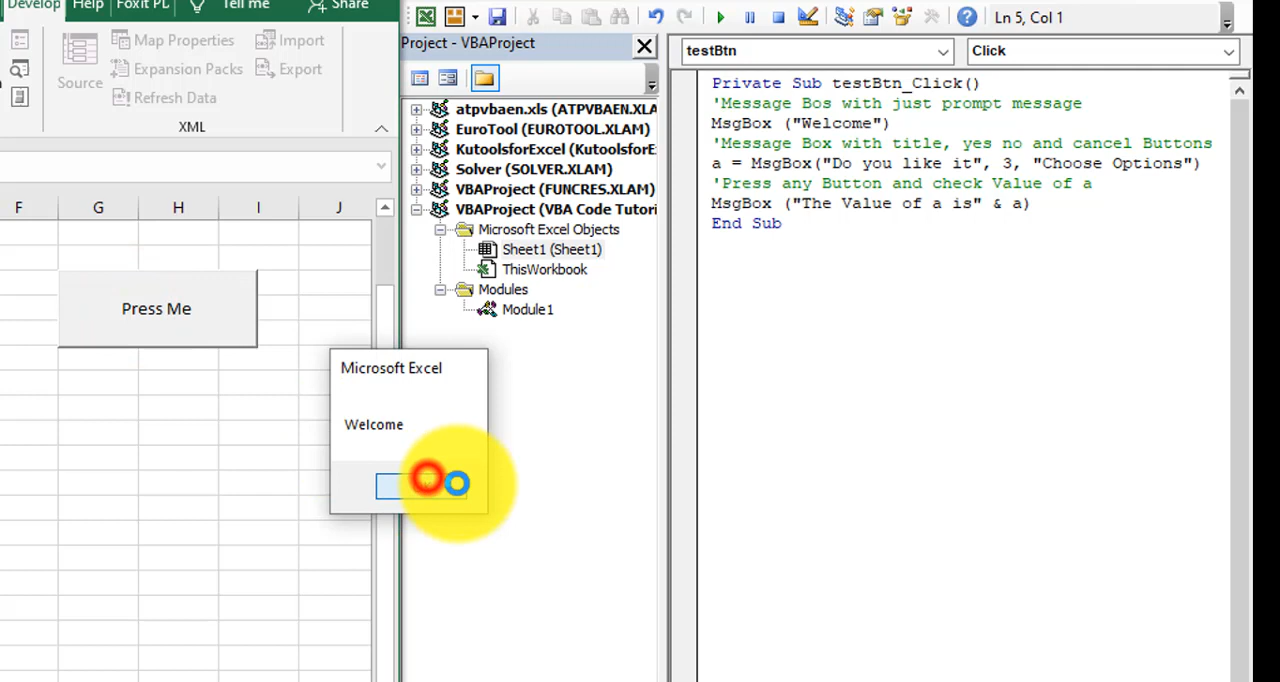 Develop Help Foxit PL Tell me Share
Map Properties Import
Source Expansion Packs Export
Refresh Data
XML
F G H I J
Press Me
Microsoft Excel
Welcome
Ln 5, Col 1
Project - VBAProject
atpvbaen.xls (ATPVBAEN.XLA
EuroTool (EUROTOOL.XLAM)
KutoolsforExcel (KutoolsforE
Solver (SOLVER.XLAM)
VBAProject (FUNCRES.XLAM)
VBAProject (VBA Code Tutori
Microsoft Excel Objects
Sheet1 (Sheet1)
ThisWorkbook
Modules
Module1
testBtn Click
Private Sub testBtn_Click()
'Message Bos with just prompt message
MsgBox ("Welcome")
'Message Box with title, yes no and cancel Buttons
a = MsgBox("Do you like it", 3, "Choose Options")
'Press any Button and check Value of a
MsgBox ("The Value of a is" & a)
End Sub